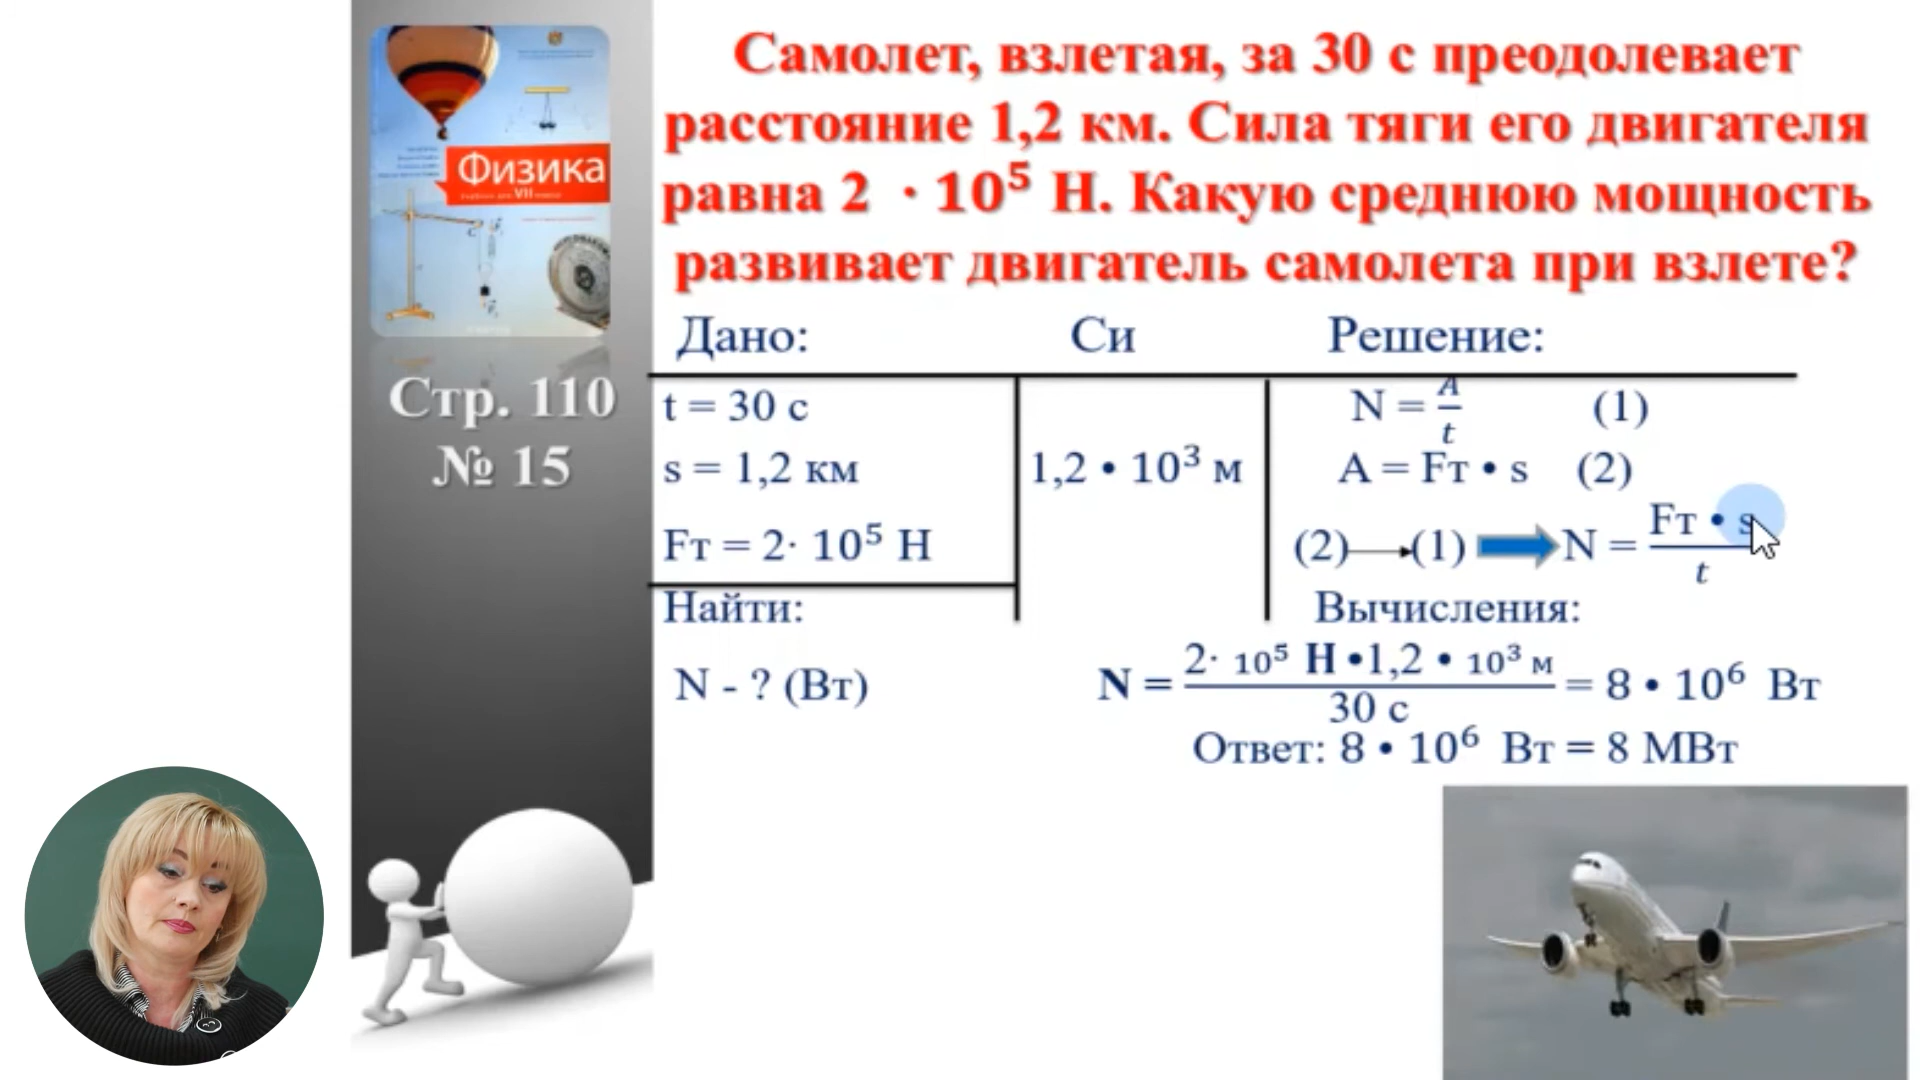 Самолет, взлетая, за 30 с преодолевает
расстояние 1,2 км. Сила тяги его двигателя
равна 2 · 10⁵ Н. Какую среднюю мощность
развивает двигатель самолета при взлете?
Физика
VII
Стр. 110
№ 15
Дано: Си Решение:
t = 30 с
s = 1,2 км
Fт = 2· 10⁵ Н
Найти:
N - ? (Вт)
1,2 • 10³ м
N = A/t (1)
A = Fт • s (2)
(2)→(1) ➡ N = Fт • s/t
Вычисления:
N = 2· 10⁵ Н •1,2 • 10³ м/30 с = 8 • 10⁶ Вт
Ответ: 8 • 10⁶ Вт = 8 МВт